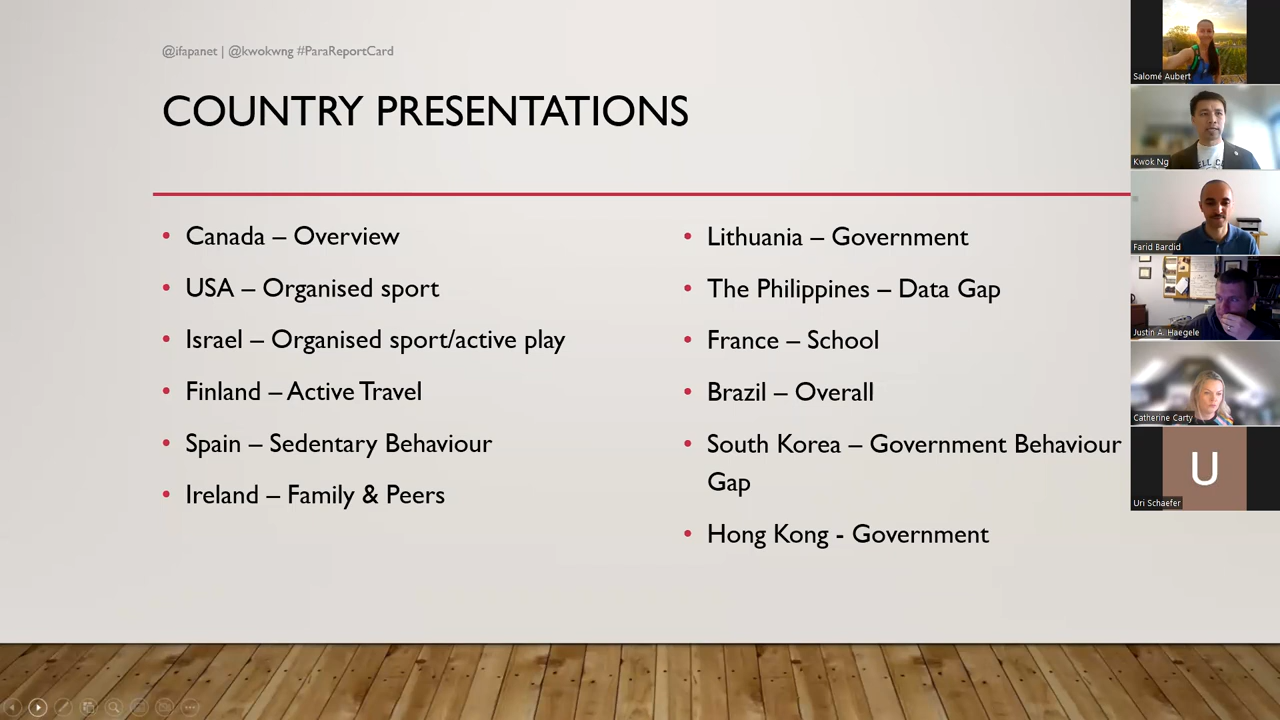 @ifapanet | @kwokwng #ParaReportCard
COUNTRY PRESENTATIONS
• Canada – Overview
• USA – Organised sport
• Israel – Organised sport/active play
• Finland – Active Travel
• Spain – Sedentary Behaviour
• Ireland – Family & Peers
• Lithuania – Government
• The Philippines – Data Gap
• France – School
• Brazil – Overall
• South Korea – Government Behaviour
Gap
• Hong Kong - Government
Salomé Aubert
Kwok Ng
Farid Bardid
Justin A. Haegele
Catherine Carty
U
Uri Schaefer